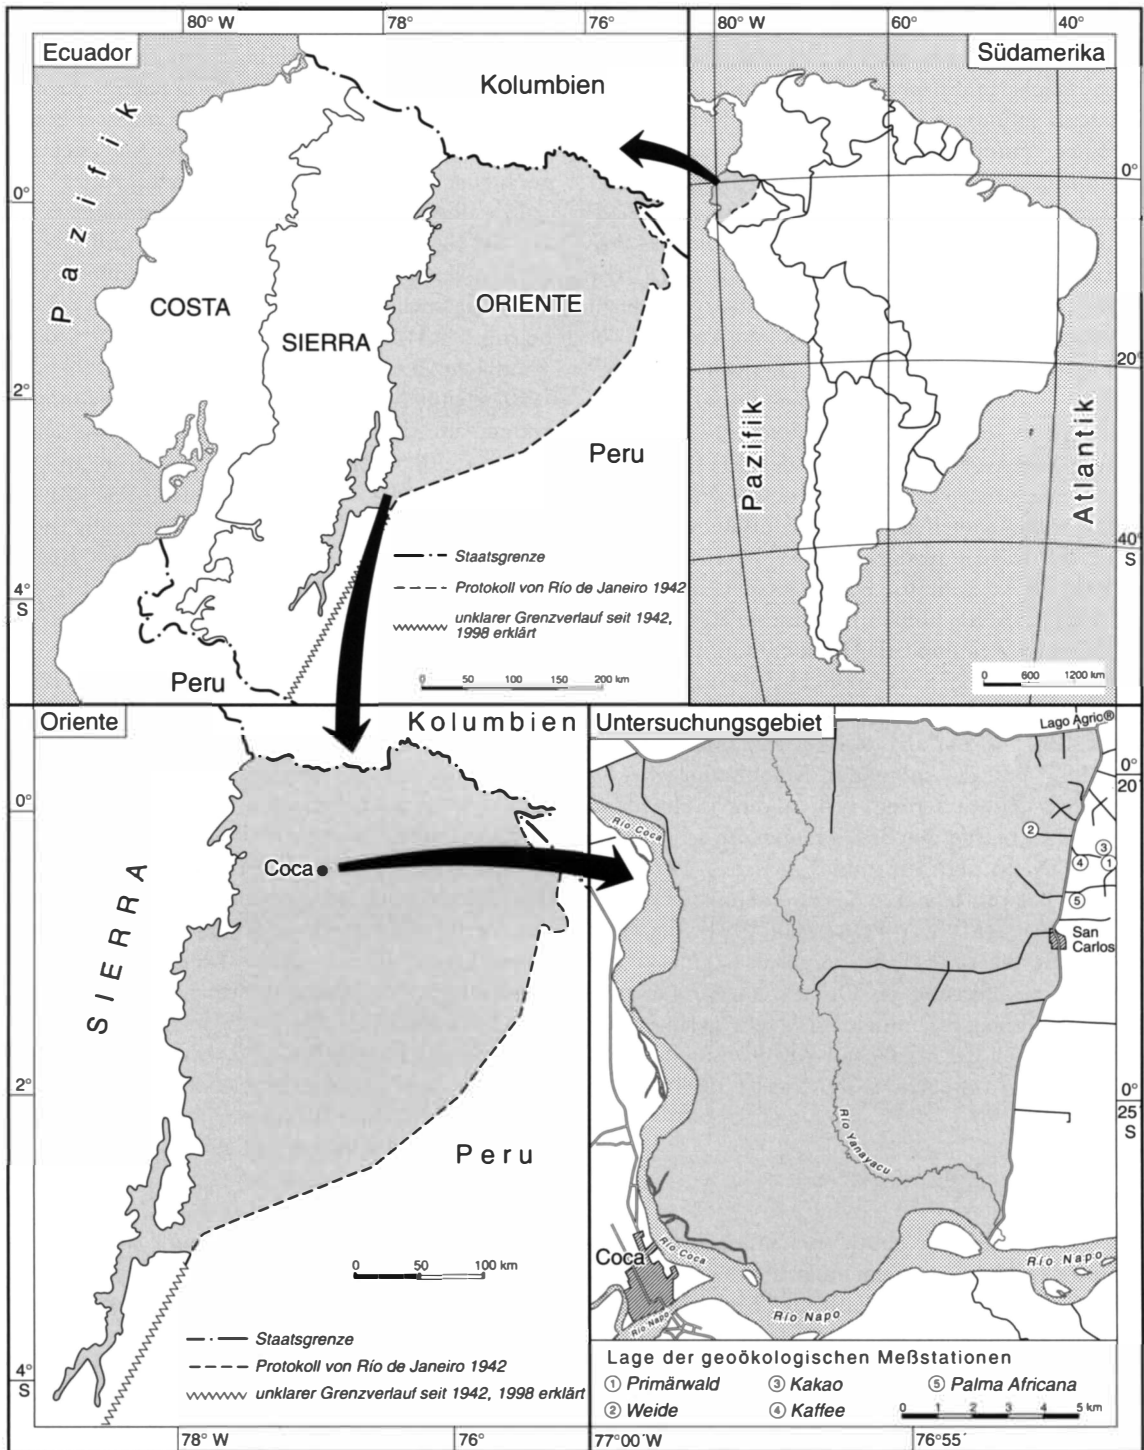 80° W
78°
76°
80° W
60°
40°
Ecuador
Kolumbien
Südamerika
Pazifik
0°
COSTA
SIERRA
ORIENTE
2°
Peru
Staatsgrenze
Protokoll von Río de Janeiro 1942
unklarer Grenzverlauf seit 1942,
1998 erklärt
4°
S
Peru
0 50 100 150 200 km
0°
20°
Pazifik
Atlantik
40°
S
0 600 1200 km
Oriente
Kolumbien
0°
Coca
SIERRA
2°
Peru
0 50 100 km
Staatsgrenze
Protokoll von Río de Janeiro 1942
unklarer Grenzverlauf seit 1942, 1998 erklärt
4°
S
78° W
76°
Untersuchungsgebiet
Lago Agric®
0°
20'
Río Coca
2
3
4
1
5
San
Carlos
0°
25'
S
Río Yanayacu
Coca
Río Coca
Río Napo
Río Napo
Río Napo
Lage der geoökologischen Meßstationen
1 Primärwald
3 Kakao
5 Palma Africana
2 Weide
4 Kaffee
0 1 2 3 4 5 km
77°00' W
76°55'